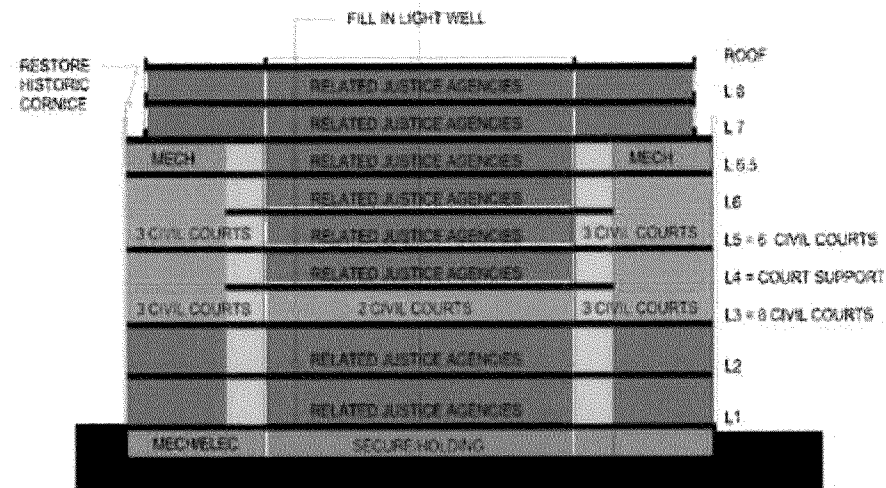 FILL IN LIGHT WELL
RESTORE
HISTORIC
CORNICE
ROOF
RELATED JUSTICE AGENCIES
L 8
RELATED JUSTICE AGENCIES
L 7
MECH
RELATED JUSTICE AGENCIES
MECH
L 6.5
RELATED JUSTICE AGENCIES
L6
3 CIVIL COURTS
RELATED JUSTICE AGENCIES
3 CIVIL COURTS
L5 = 6 CIVIL COURTS
RELATED JUSTICE AGENCIES
L4 = COURT SUPPORT
3 CIVIL COURTS
2 CIVIL COURTS
3 CIVIL COURTS
L3 = 8 CIVIL COURTS
RELATED JUSTICE AGENCIES
L2
RELATED JUSTICE AGENCIES
L1
MECH/ELEC
SECURE HOLDING